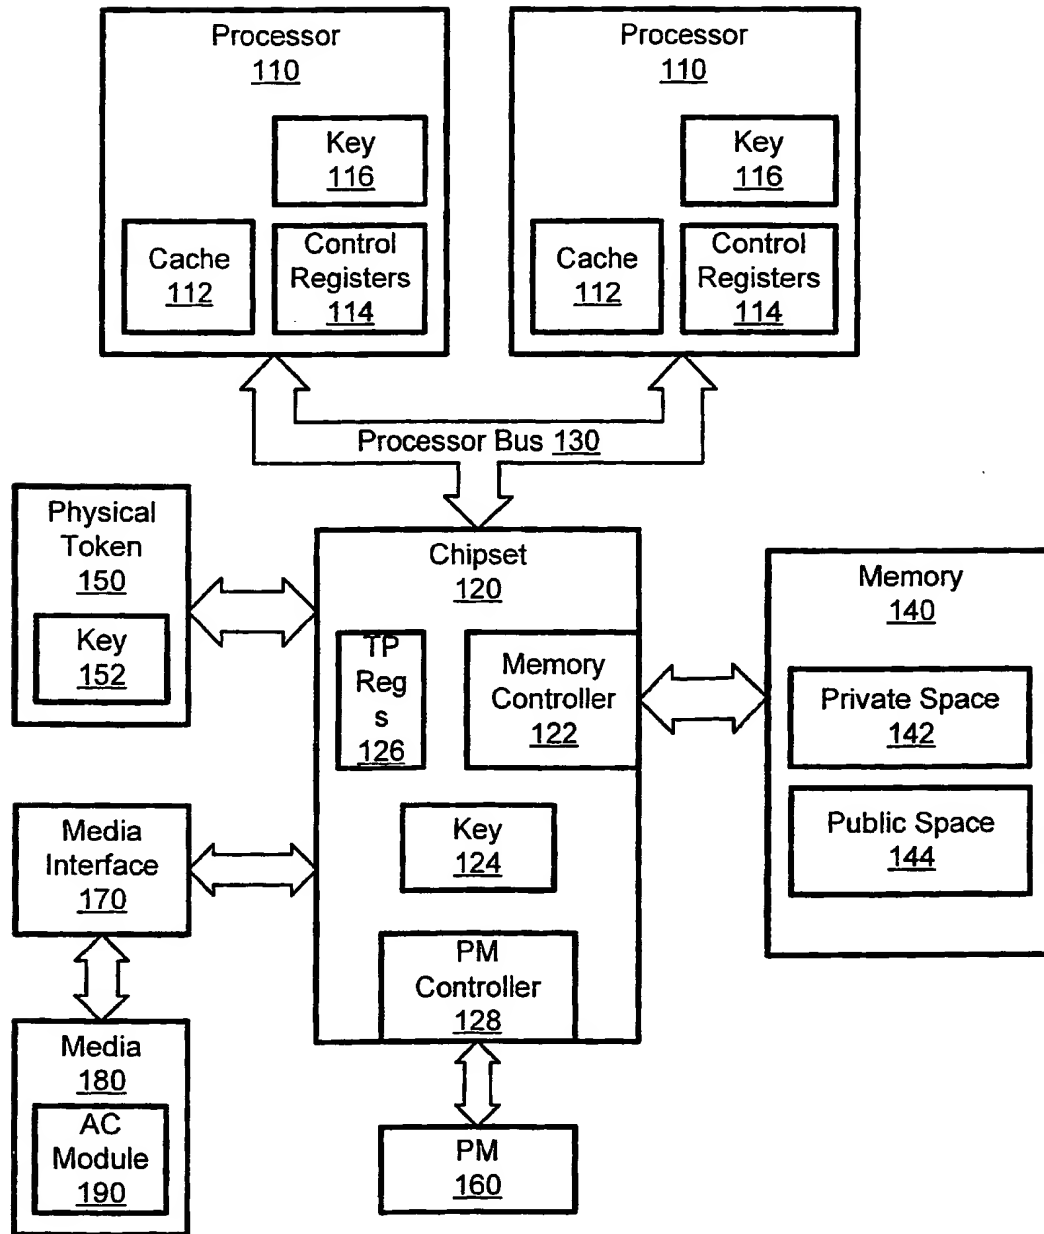 Processor
110
Key
116
Cache
112
Control
Registers
114
Processor
110
Key
116
Cache
112
Control
Registers
114
Processor Bus 130
Physical
Token
150
Key
152
Chipset
120
TP
Reg
s
126
Memory
Controller
122
Key
124
PM
Controller
128
Memory
140
Private Space
142
Public Space
144
Media
Interface
170
Media
180
AC
Module
190
PM
160